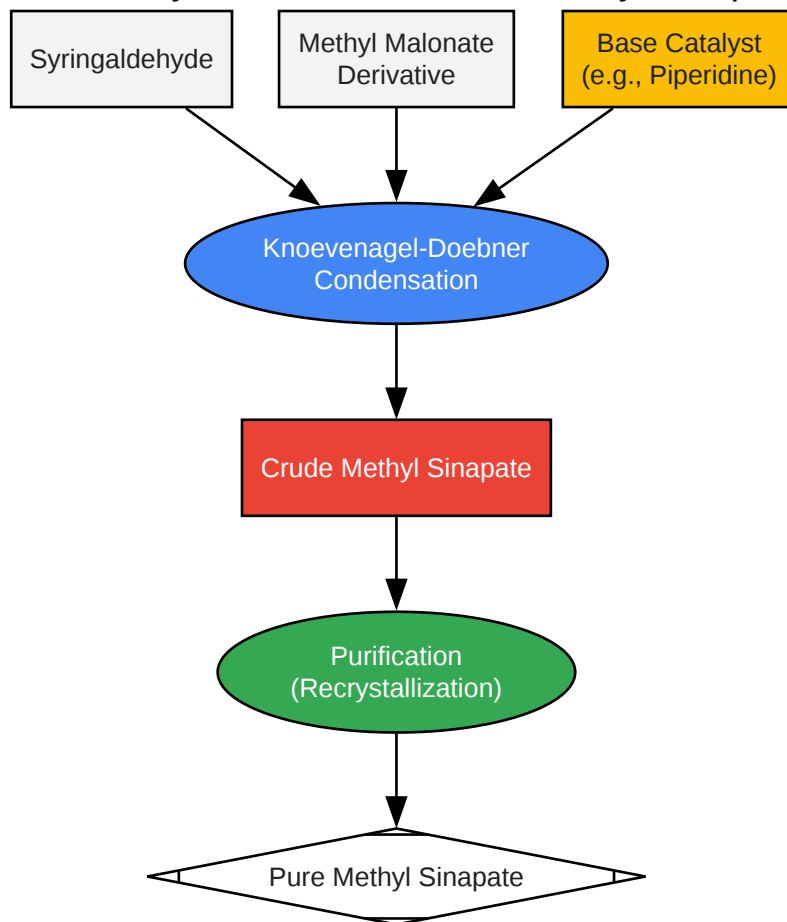 Syringaldehyde
Methyl Malonate
Derivative
Base Catalyst
(e.g., Piperidine)
Knoevenagel-Doebner
Condensation
Crude Methyl Sinapate
Purification
(Recrystallization)
Pure Methyl Sinapate